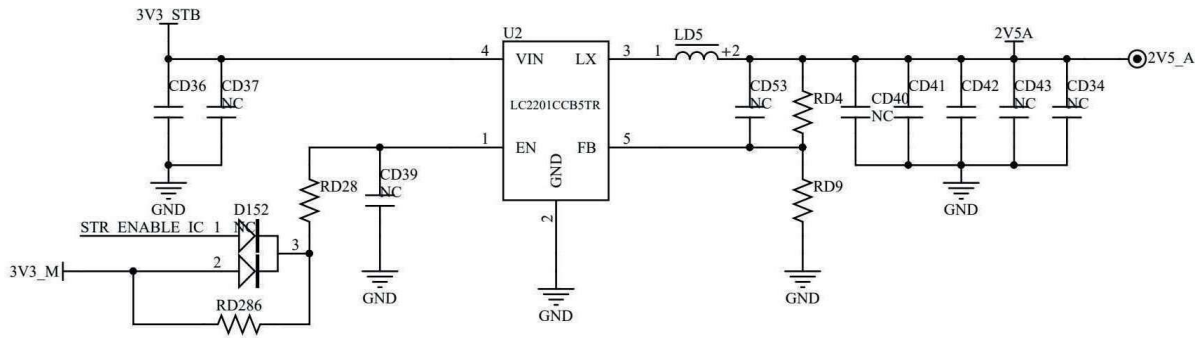 3V3_STB
U2
LD5
2V5A
4
VIN
LX
3
1
+2
2V5_A
CD36
CD37
NC
LC2201CCB5TR
CD53
NC
RD4
CD40
NC
CD41
CD42
CD43
NC
CD34
NC
1
EN
FB
5
GND
RD28
CD39
NC
RD9
GND
GND
D152
NC
2
STR_ENABLE_IC
1
3
3V3_M
2
GND
GND
GND
RD286